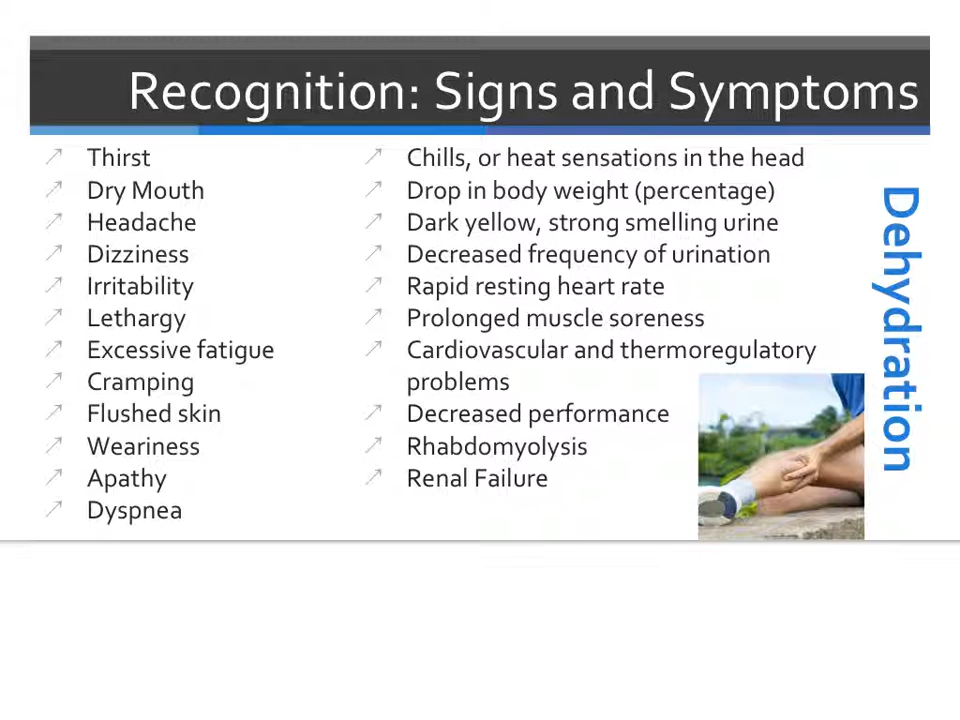 Recognition: Signs and Symptoms
Thirst
Dry Mouth
Headache
Dizziness
Irritability
Lethargy
Excessive fatigue
Cramping
Flushed skin
Weariness
Apathy
Dyspnea
Chills, or heat sensations in the head
Drop in body weight (percentage)
Dark yellow, strong smelling urine
Decreased frequency of urination
Rapid resting heart rate
Prolonged muscle soreness
Cardiovascular and thermoregulatory
problems
Decreased performance
Rhabdomyolysis
Renal Failure
Dehydration